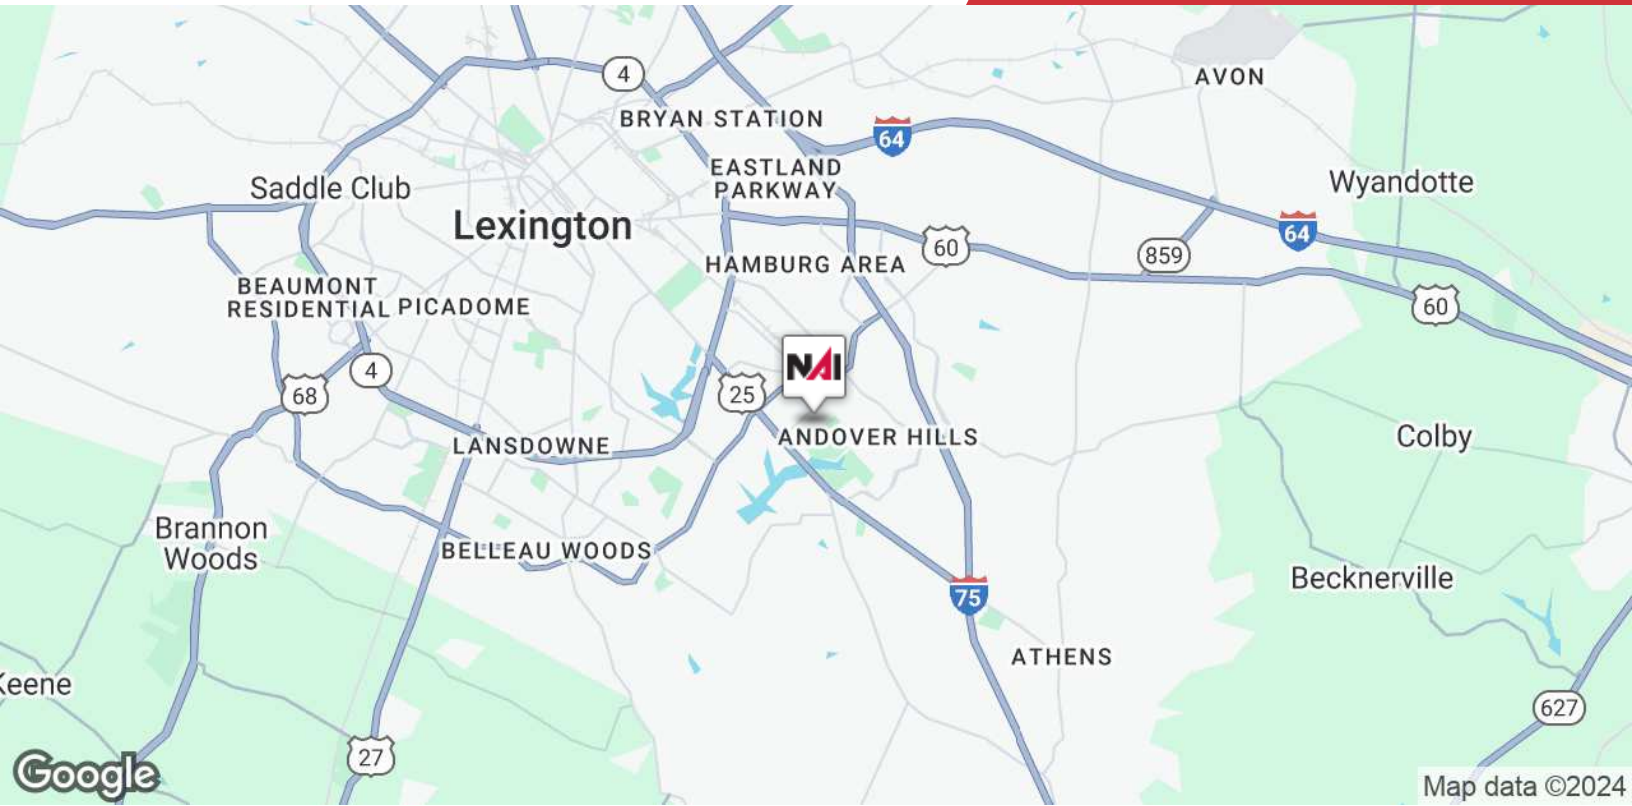 4
AVON
BRYAN STATION
64
EASTLAND
PARKWAY
Wyandotte
Saddle Club
Lexington
64
60
859
HAMBURG AREA
BEAUMONT
RESIDENTIAL
PICADOME
60
NAI
4
68
25
ANDOVER HILLS
Colby
LANSDOWNE
Brannon
Woods
BELLEAU WOODS
Becknerville
75
ATHENS
Keene
627
27
Google
Map data ©2024